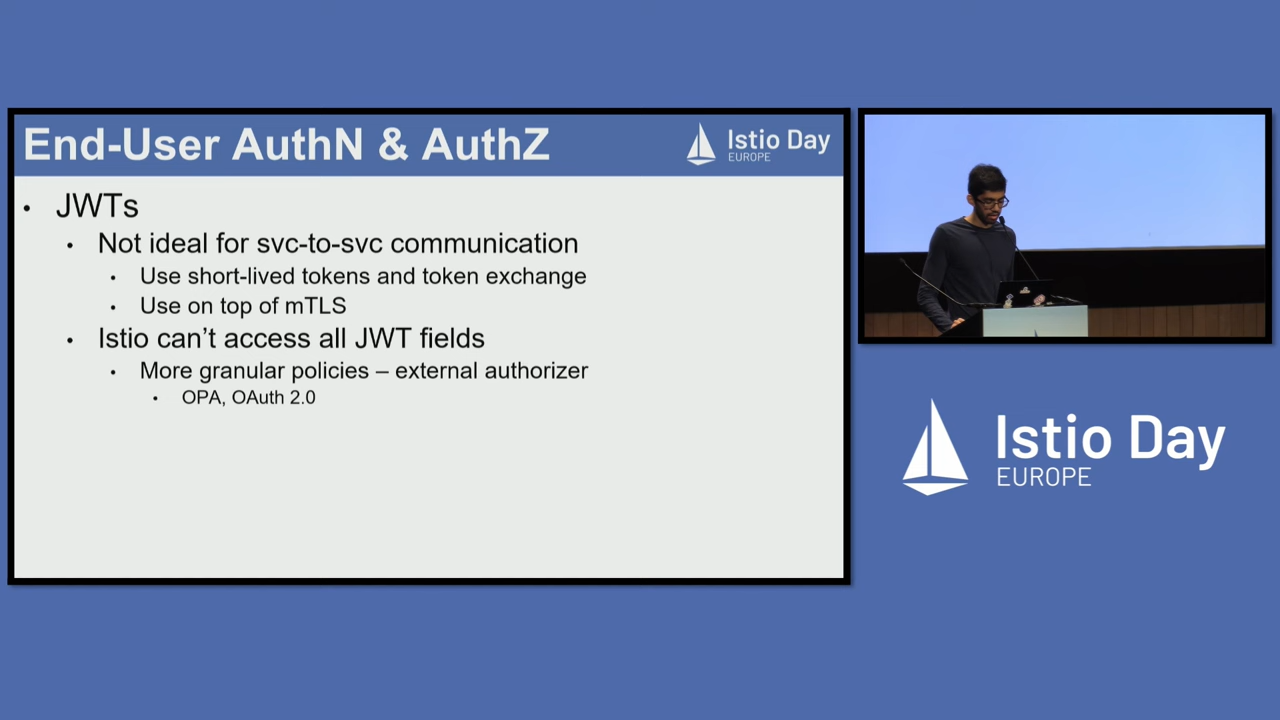 End-User AuthN & AuthZ
Istio Day
EUROPE
• JWTs
• Not ideal for svc-to-svc communication
• Use short-lived tokens and token exchange
• Use on top of mTLS
• Istio can’t access all JWT fields
• More granular policies – external authorizer
• OPA, OAuth 2.0
Istio Day
EUROPE